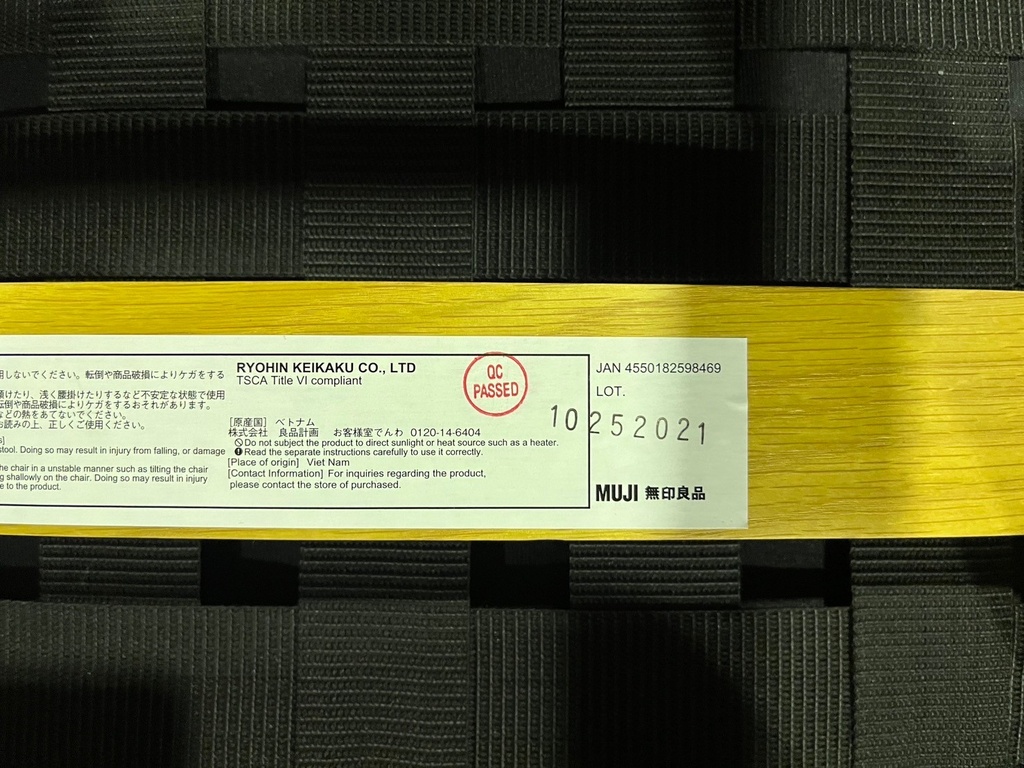 用しないでください。転倒や商品破損によりケガをする
傾けたり、浅く腰掛けたりするなど不安定な状態で使用
転倒や商品破損によりケガをするおそれがあります。
などの熱をあてないでください。
お読みの上、正しくご使用ください。
stool. Doing so may result in injury from falling, or damage
he chair in a unstable manner such as tilting the chair
g shallowly on the chair. Doing so may result in injury
e to the product.
RYOHIN KEIKAKU CO., LTD
TSCA Title VI compliant
QC
PASSED
[原産国] ベトナム
株式会社 良品計画 お客様室でんわ 0120-14-6404
Do not subject the product to direct sunlight or heat source such as a heater.
Read the separate instructions carefully to use it correctly.
[Place of origin] Viet Nam
[Contact Information] For inquiries regarding the product,
please contact the store of purchased.
JAN 4550182598469
LOT.
10252021
MUJI 無印良品